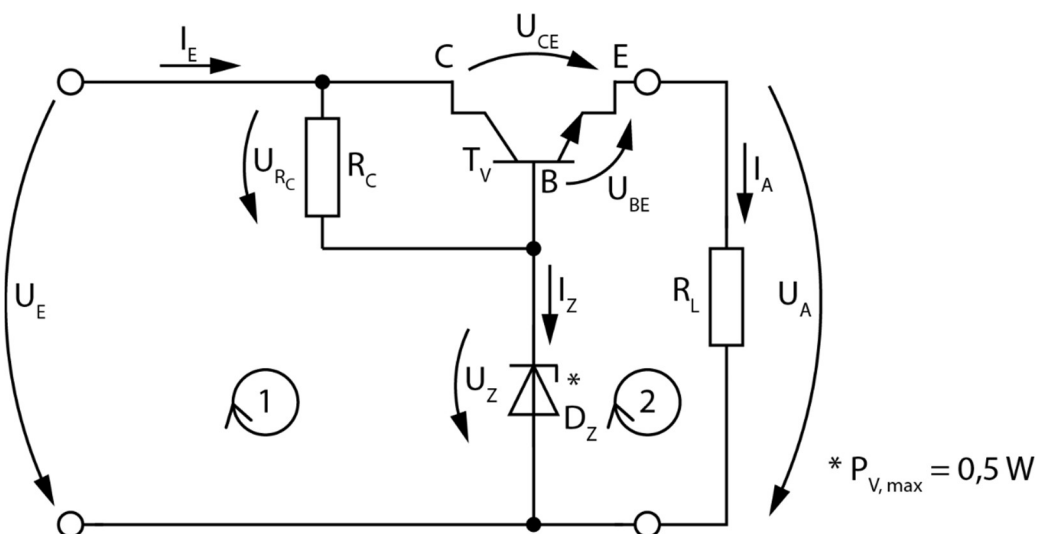 I_E
U_CE
C
E
U_RC
R_C
T_V
B
U_BE
I_A
U_E
I_Z
R_L
U_A
1
U_Z
*
D_Z
2
* P_V, max = 0,5 W